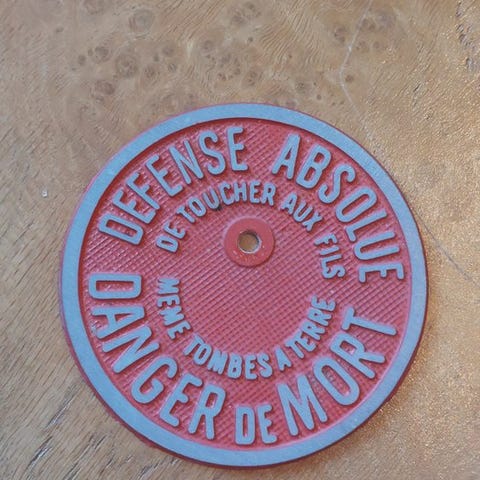 DEFENSE ABSOLUE
DE TOUCHER AUX FILS
MEME TOMBES A TERRE
DANGER DE MORT